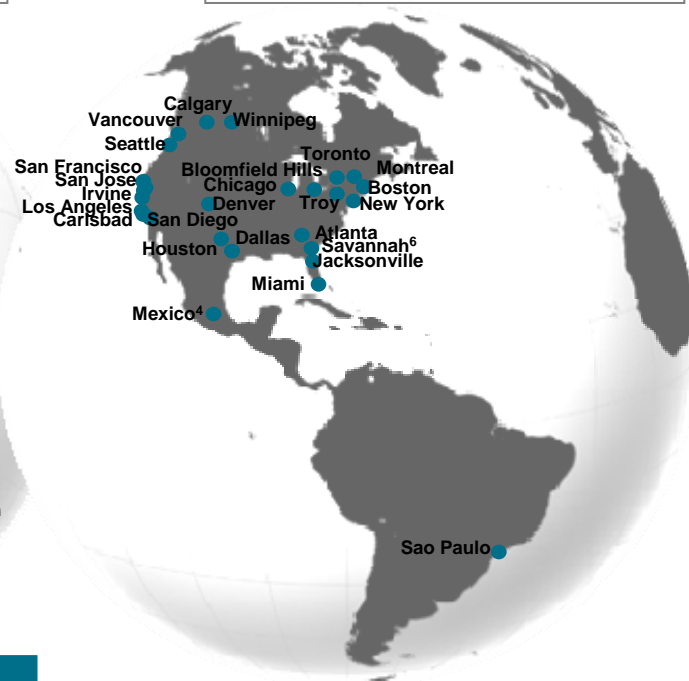 Calgary
Vancouver
Winnipeg
Seattle
Toronto
San Francisco
Bloomfield Hills
Montreal
San Jose
Chicago
Boston
Irvine
Denver
Troy
New York
Los Angeles
Carlsbad
San Diego
Atlanta
Dallas
Houston
Savannah⁶
Jacksonville
Miami
Mexico⁴
Sao Paulo